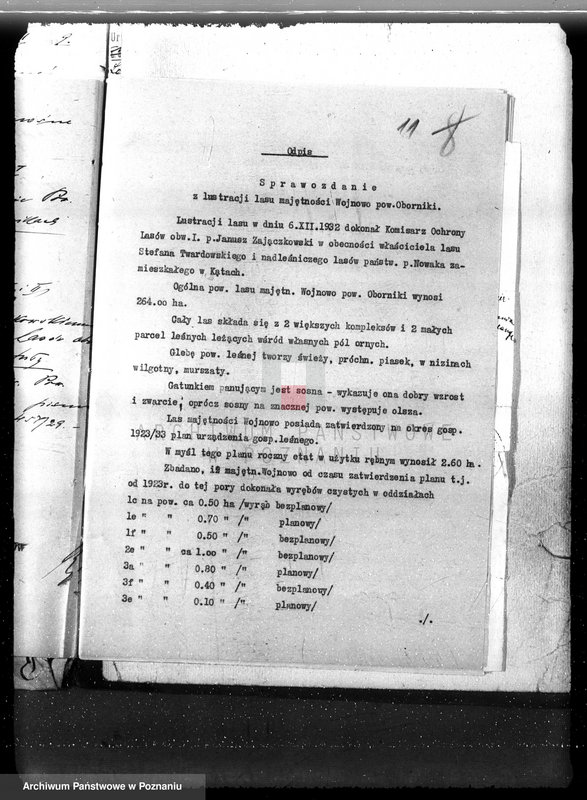 11 8
Odpis
Sprawozdanie
z lustracji lasu majętności Wojnowo pow.Oborniki.
Lustracji lasu w dniu 6.XII.1932 dokonał Komisarz Ochrony
Lasów obw.I. p.Janusz Zajączkowski w obecności właściciela lasu
Stefana Twardowskiego i nadleśniczego lasów państw. p.Nowaka za-
mieszkałego w Kątach.
Ogólna pow. lasu majętn. Wojnowo pow. Oborniki wynosi
264.oo ha.
Cały las składa się z 2 większych kompleksów i 2 małych
parcel leśnych leżących wśród własnych pól ornych.
Glebę pow. leśnej tworzy świeży, próchn. piasek, w nizinach
wilgotny, murszaty.
Gatunkiem panującym jest sosna - wykazuje ona dobry wzrost
i zwarcie; oprócz sosny na znacznej pow. występuje olsza.
Las majętności Wojnowo posiada zatwierdzony na okres gosp.
1923/33 plan urządzenia gosp.leśnego.
W myśl tego planu roczny etat w użytku rębnym wynosił 2.60 ha.
Zbadano, iż majętn.Wojnowo od czasu zatwierdzenia planu t.j.
od 1923r. do tej pory dokonała wyrębów czystych w oddziałach
1c na pow. ca 0.50 ha /wyrąb bezplanowy/
1e " " 0.70 " /" planowy/
1f " " 0.50 " /" bezplanowy/
2e " " ca 1.oo " /" bezplanowy/
3a " " 0.80 " /" planowy/
3f " " 0.40 " /" bezplanowy/
3e " " 0.10 " /" planowy/
./.
ARCHIWUM PAŃSTWOWE
Archiwum Państwowe w Poznaniu